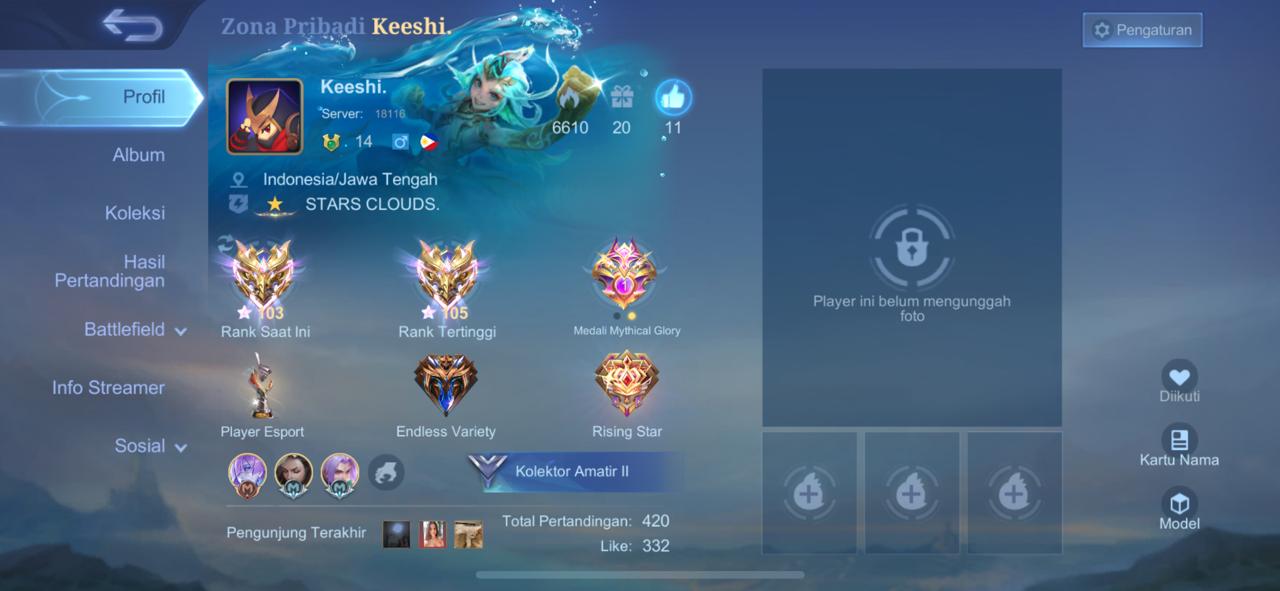 Zona Pribadi Keeshi.
Pengaturan
Profil
Album
Koleksi
Hasil
Pertandingan
Battlefield
Info Streamer
Sosial
Keeshi.
Server: 18116
. 14
6610
20
11
Indonesia/Jawa Tengah
STARS CLOUDS.
103
Rank Saat Ini
105
Rank Tertinggi
1
Medali Mythical Glory
Player Esport
Endless Variety
Rising Star
M
M
M
Kolektor Amatir II
Pengunjung Terakhir
Total Pertandingan: 420
Like: 332
Player ini belum mengunggah
foto
Diikuti
Kartu Nama
Model